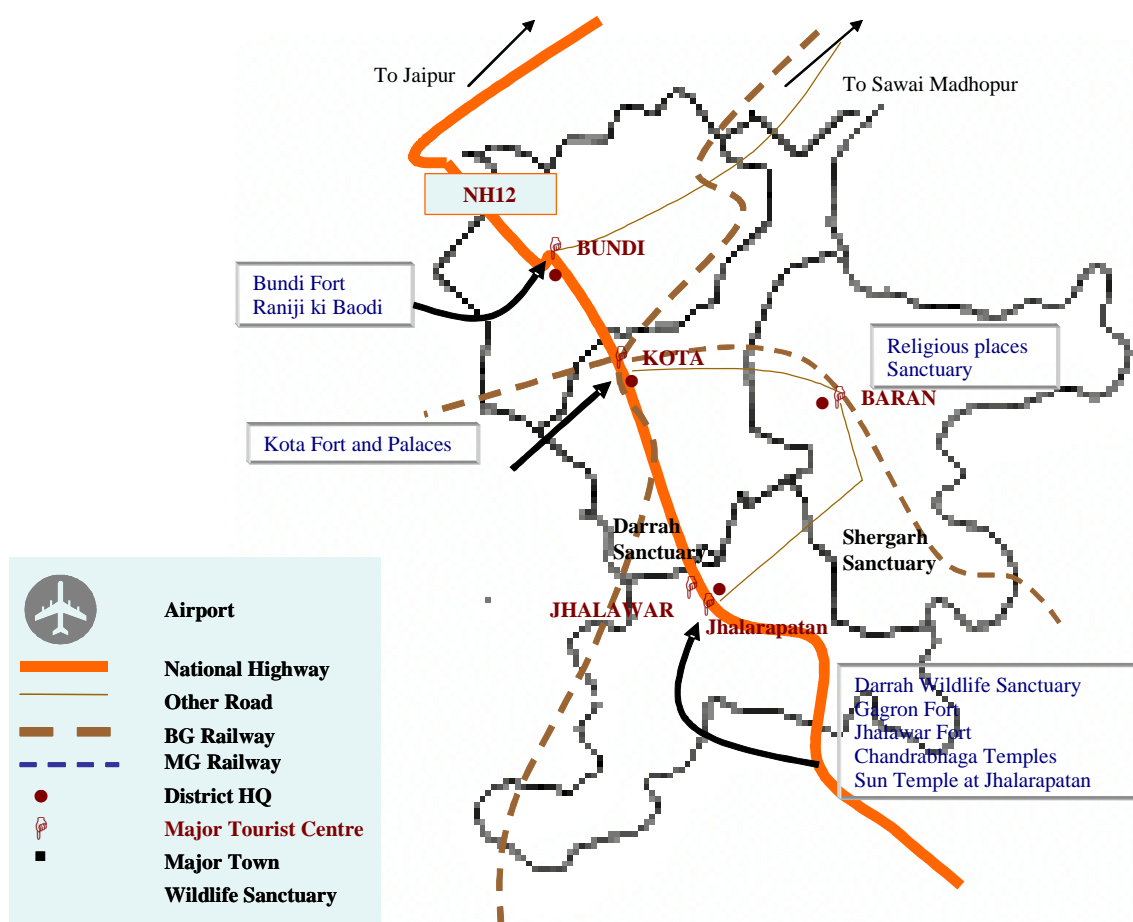 To Jaipur
To Sawai Madhopur
NH12
BUNDI
Bundi Fort
Raniji ki Baodi
KOTA
Religious places
Sanctuary
BARAN
Kota Fort and Palaces
Darrah
Sanctuary
Shergarh
Sanctuary
JHALAWAR
Jhalarapatan
Darrah Wildlife Sanctuary
Gagron Fort
Jhalawar Fort
Chandrabhaga Temples
Sun Temple at Jhalarapatan
Airport
National Highway
Other Road
BG Railway
MG Railway
District HQ
Major Tourist Centre
Major Town
Wildlife Sanctuary